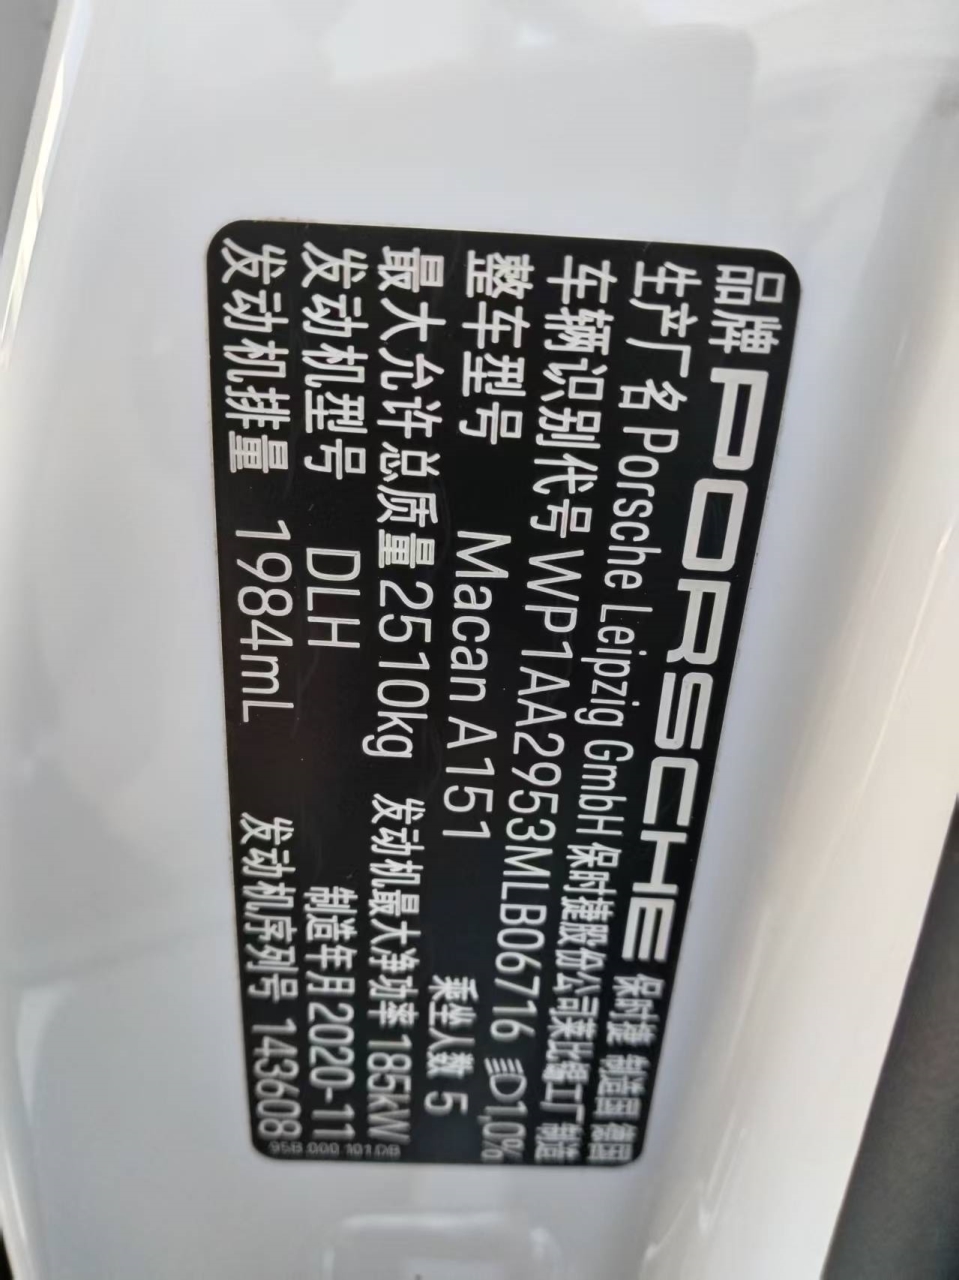 品牌 PORSCHE 保时捷 制造国 德国
生产厂名 Porsche Leipzig GmbH 保时捷股份公司莱比锡工厂制造
车辆识别代号 WP1AA2953MLB06716 1,0%
整车型号 Macan A151 乘坐人数 5
最大允许总质量 2510kg 发动机最大净功率 185kW
发动机型号 DLH 制造年月 2020-11
发动机排量 1984mL 发动机序列号 143608
95B.000.101.DB